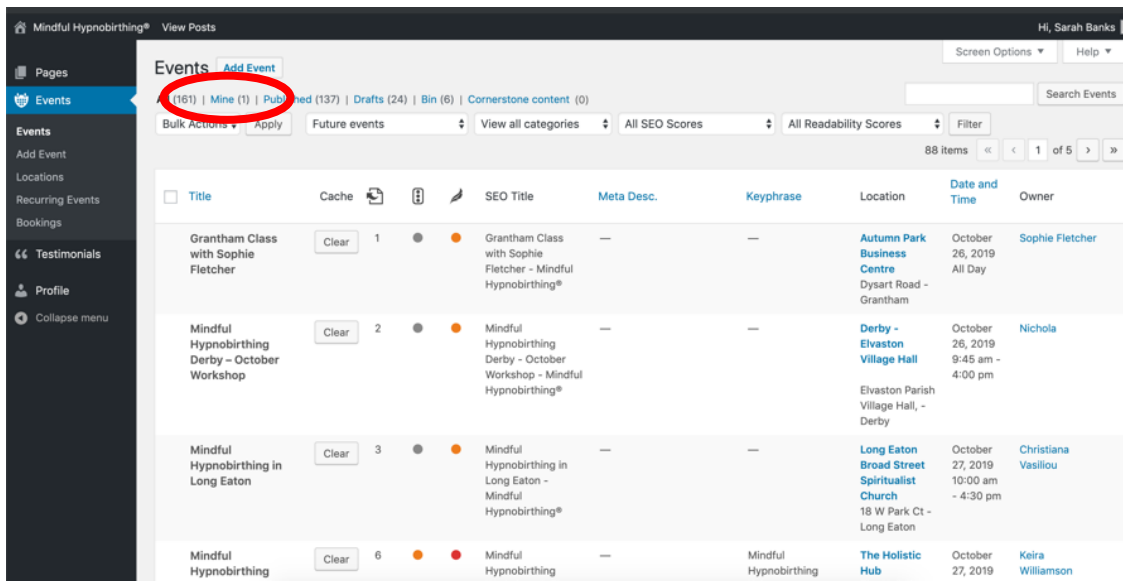 Mindful Hypnobirthing® View Posts Hi, Sarah Banks
Screen Options Help
Pages
Events
Events
Add Event
Locations
Recurring Events
Bookings
Testimonials
Profile
Collapse menu
Events Add Event
(161) | Mine (1) | Published (137) | Drafts (24) | Bin (6) | Cornerstone content (0)
Search Events
Bulk Actions Apply Future events View all categories All SEO Scores All Readability Scores Filter
88 items « ‹ 1 of 5 › »
Title Cache SEO Title Meta Desc. Keyphrase Location Date and Time Owner
Grantham Class
with Sophie
Fletcher
Clear
1
Grantham Class
with Sophie
Fletcher - Mindful
Hypnobirthing®
—
—
Autumn Park
Business
Centre
Dysart Road -
Grantham
October
26, 2019
All Day
Sophie Fletcher
Mindful
Hypnobirthing
Derby – October
Workshop
Clear
2
Mindful
Hypnobirthing
Derby - October
Workshop - Mindful
Hypnobirthing®
—
—
Derby -
Elvaston
Village Hall
Elvaston Parish
Village Hall, -
Derby
October
26, 2019
9:45 am -
4:00 pm
Nichola
Mindful
Hypnobirthing in
Long Eaton
Clear
3
Mindful
Hypnobirthing in
Long Eaton -
Mindful
Hypnobirthing®
—
—
Long Eaton
Broad Street
Spiritualist
Church
18 W Park Ct -
Long Eaton
October
27, 2019
10:00 am
- 4:30 pm
Christiana
Vasiliou
Mindful
Hypnobirthing
Clear
6
Mindful
Hypnobirthing
—
Mindful
Hypnobirthing
The Holistic
Hub
October
27, 2019
Keira
Williamson